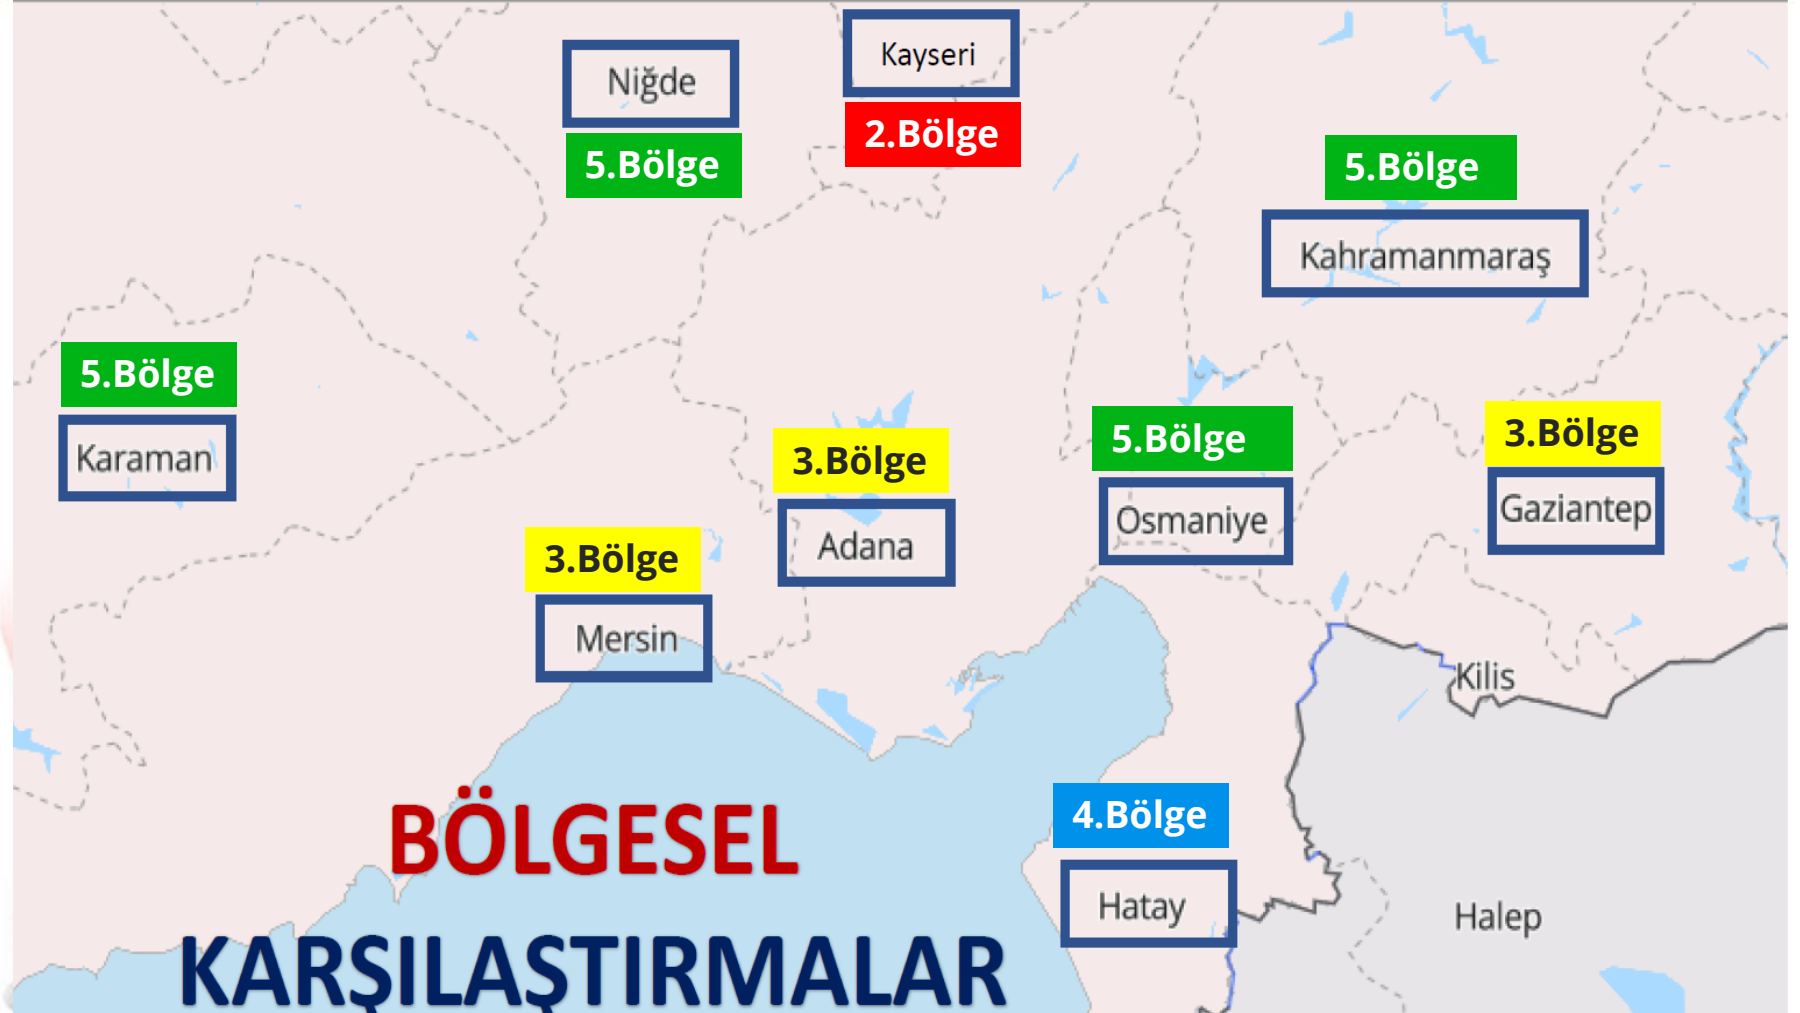 Kayseri
2.Bölge
Niğde
5.Bölge
5.Bölge
Kahramanmaraş
5.Bölge
Karaman
3.Bölge
Adana
5.Bölge
Osmaniye
3.Bölge
Gaziantep
3.Bölge
Mersin
Kilis
4.Bölge
Hatay
Halep
BÖLGESEL
KARŞILAŞTIRMALAR